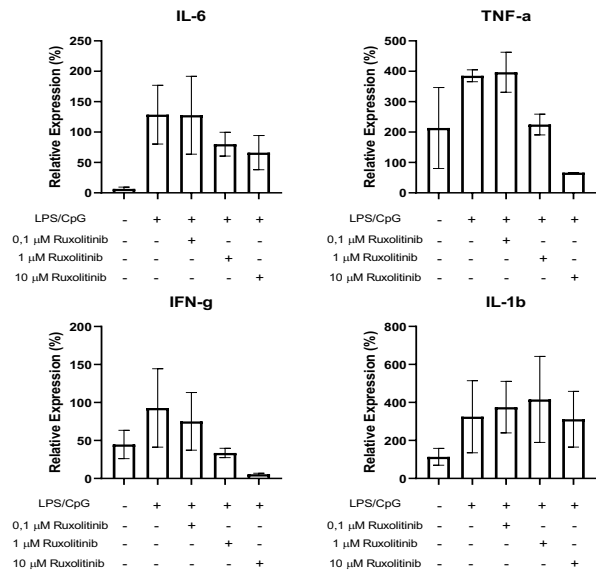 IL-6
Relative Expression (%)
250
200
150
100
50
0
LPS/CpG - + + + +
0,1 μM Ruxolitinib - - + - -
1 μM Ruxolitinib - - - + -
10 μM Ruxolitinib - - - - +
TNF-a
Relative Expression (%)
500
400
300
200
100
0
LPS/CpG - + + + +
0,1 μM Ruxolitinib - - + - -
1 μM Ruxolitinib - - - + -
10 μM Ruxolitinib - - - - +
IFN-g
Relative Expression (%)
200
150
100
50
0
LPS/CpG - + + + +
0,1 μM Ruxolitinib - - + - -
1 μM Ruxolitinib - - - + -
10 μM Ruxolitinib - - - - +
IL-1b
Relative Expression (%)
800
600
400
200
0
LPS/CpG - + + + +
0,1 μM Ruxolitinib - - + - -
1 μM Ruxolitinib - - - + -
10 μM Ruxolitinib - - - - +